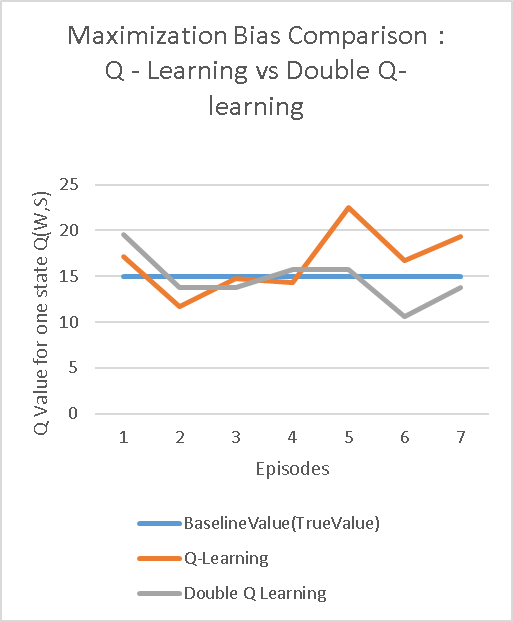 Maximization Bias Comparison :
Q - Learning vs Double Q-
learning
Q Value for one state Q(W,S)
25
20
15
10
5
0
1 2 3 4 5 6 7
Episodes
BaselineValue(TrueValue)
Q-Learning
Double Q Learning